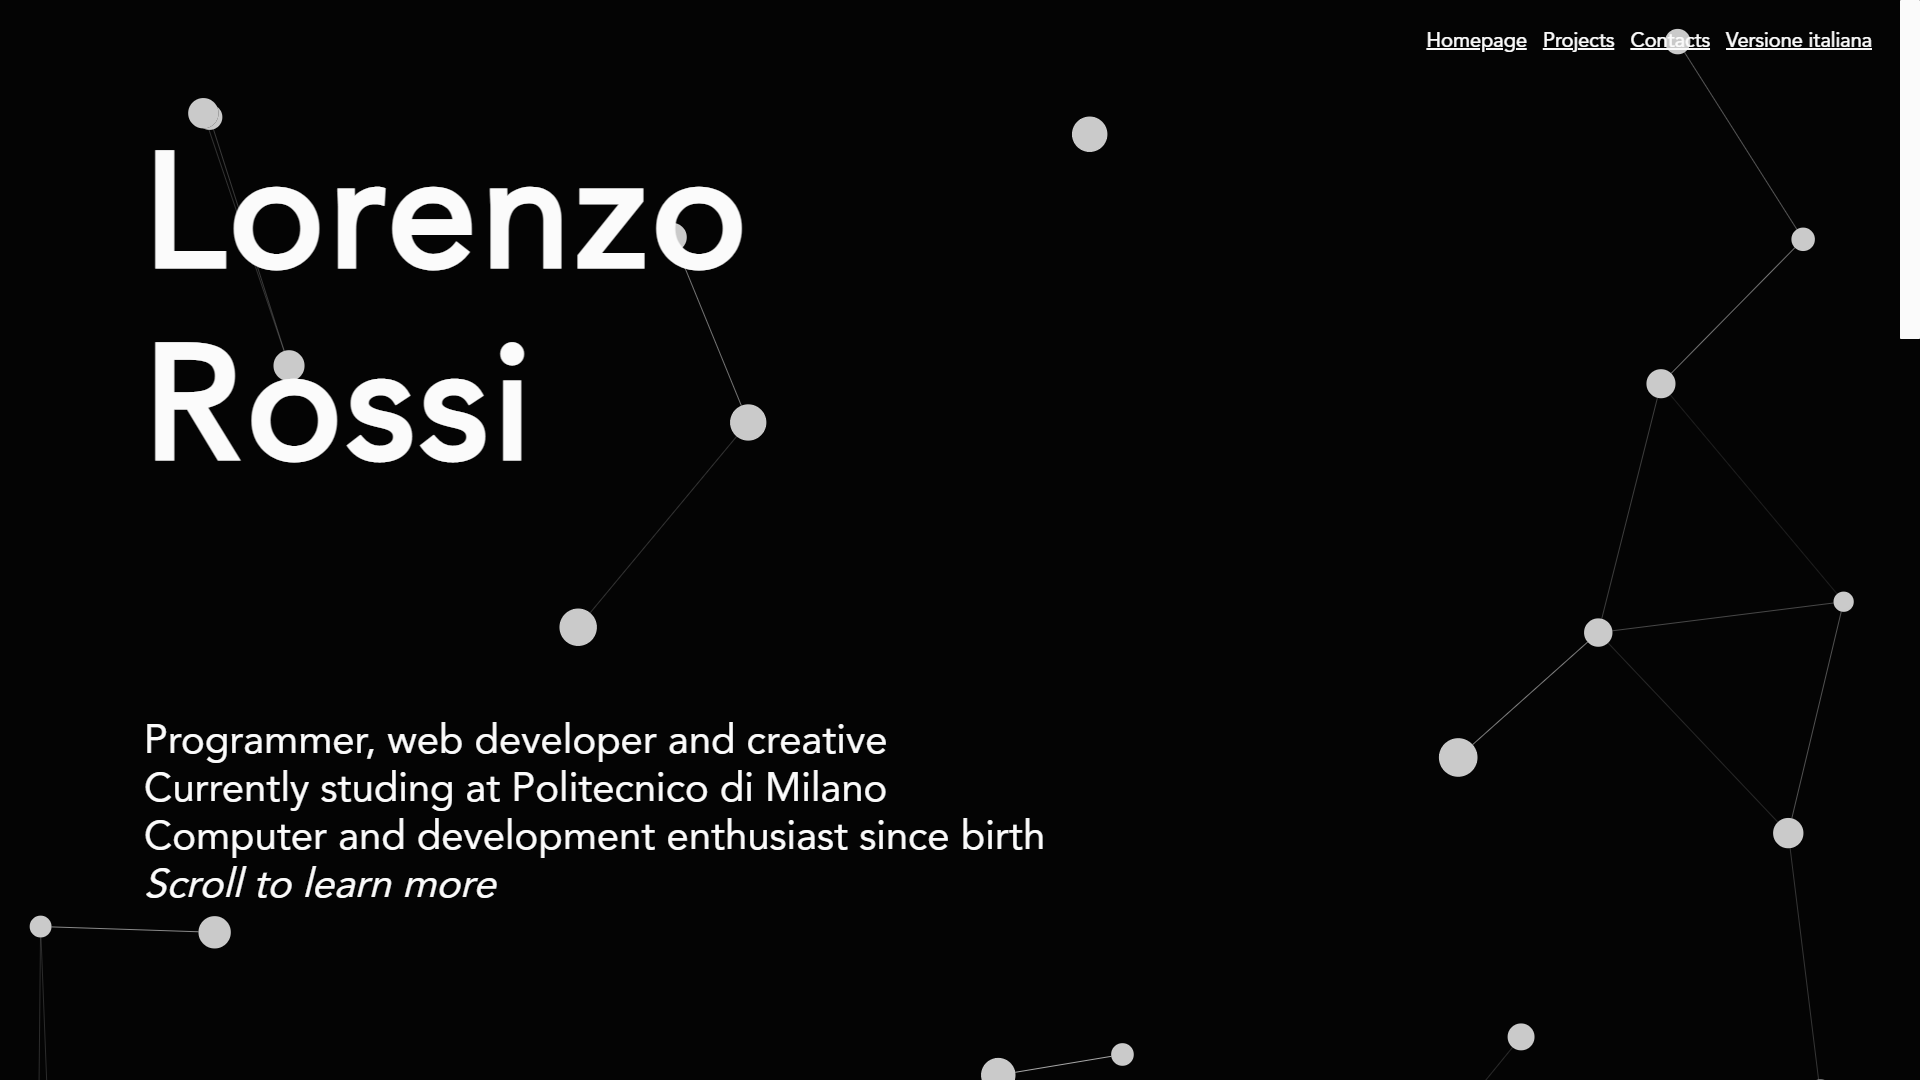 Homepage Projects Contacts Versione italiana
Lorenzo
Rossi
Programmer, web developer and creative
Currently studing at Politecnico di Milano
Computer and development enthusiast since birth
Scroll to learn more